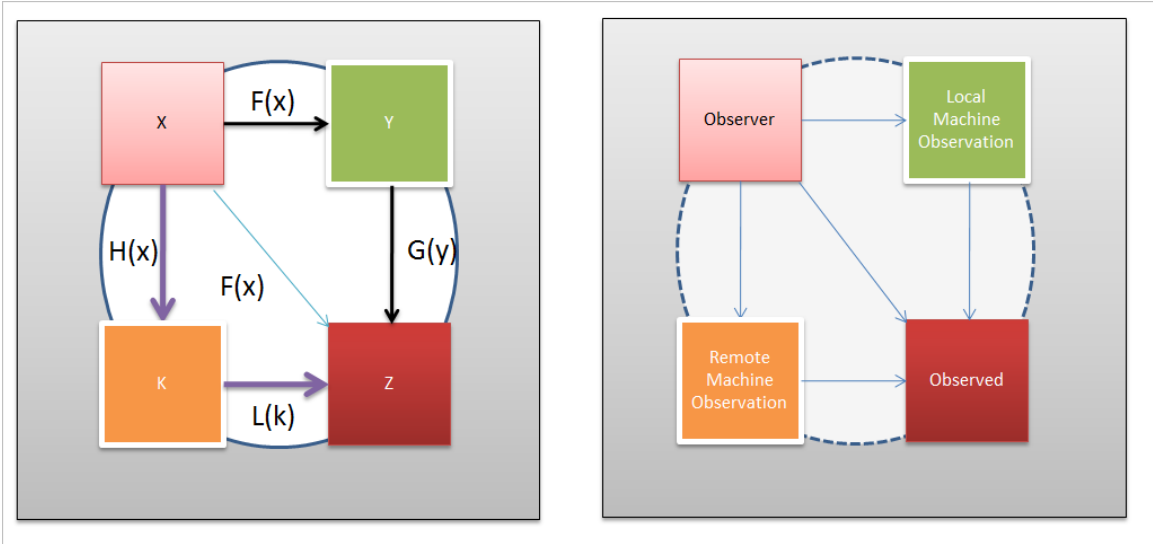 X
F(x)
Y
H(x)
F(x)
G(y)
K
L(k)
Z
Observer
Local
Machine
Observation
Remote
Machine
Observation
Observed